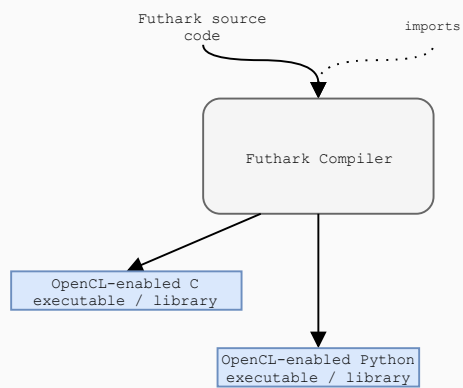 Futhark source
code
imports
Futhark Compiler
OpenCL-enabled C
executable / library
OpenCL-enabled Python
executable / library